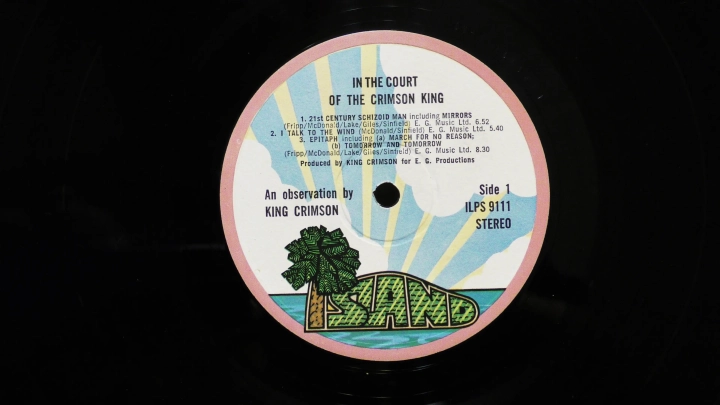 IN THE COURT
OF THE CRIMSON KING
1. 21st CENTURY SCHIZOID MAN including MIRRORS
(Fripp/McDonald/Lake/Giles/Sinfield) E. G. Music Ltd. 6.52
2. I TALK TO THE WIND (McDonald/Sinfield) E. G. Music Ltd. 5.40
3. EPITAPH including (a) MARCH FOR NO REASON;
(b) TOMORROW AND TOMORROW
(Fripp/McDonald/Lake/Giles/Sinfield) E. G. Music Ltd. 8.30
Produced by KING CRIMSON for E. G. Productions
An observation by
KING CRIMSON
Side 1
ILPS 9111
STEREO
ISLAND